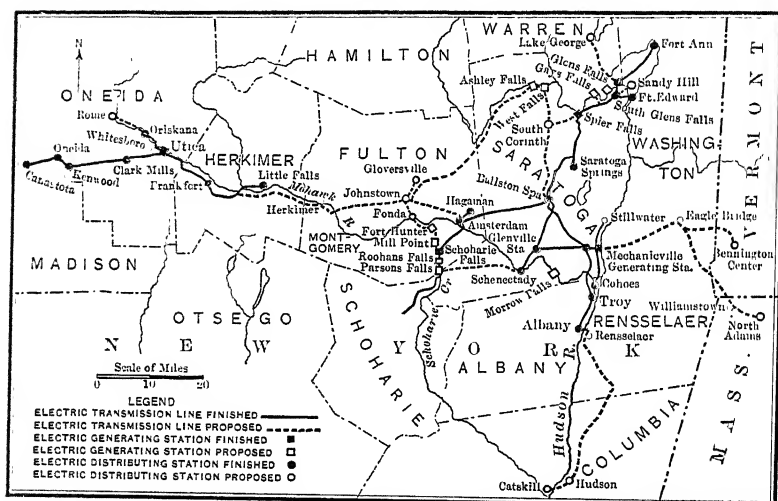 WARREN
Lake George
Fort Ann
HAMILTON
Glens Falls
Ashley Falls
Guys Falls
Sandy Hill
Ft. Edward
South Glens Falls
West Falls
Spier Falls
South Corinth
WASHINGTON
VERMONT
N
ONEIDA
Rome
Oriskana
Whitesboro
Utica
Oneida
Canastota
Kenwood
Clark Mills
Frankfort
HERKIMER
Little Falls
Mohawk R.
Herkimer
FULTON
Gloversville
Johnstown
SARATOGA
Saratoga Springs
Ballston Spa
Hagaman
Fonda
Amsterdam
Fort Hunter
Mill Point
MONTGOMERY
Glenville Sta.
Schoharie Falls
Roohans Falls
Parsons Falls
Schenectady
Stillwater
Eagle Bridge
Mechanicville
Generating Sta.
Bennington Center
Cohoes
Morrow Falls
Troy
Williamstown
North Adams
Albany
RENSSELAER
Rensselaer
MADISON
OTSEGO
SCHOHARIE
Schoharie Cr
ALBANY
NEW YORK
Hudson R.
COLUMBIA
MASS.
Catskill
Hudson
Scale of Miles
0 10 20
LEGEND
ELECTRIC TRANSMISSION LINE FINISHED
ELECTRIC TRANSMISSION LINE PROPOSED
ELECTRIC GENERATING STATION FINISHED
ELECTRIC GENERATING STATION PROPOSED
ELECTRIC DISTRIBUTING STATION FINISHED
ELECTRIC DISTRIBUTING STATION PROPOSED